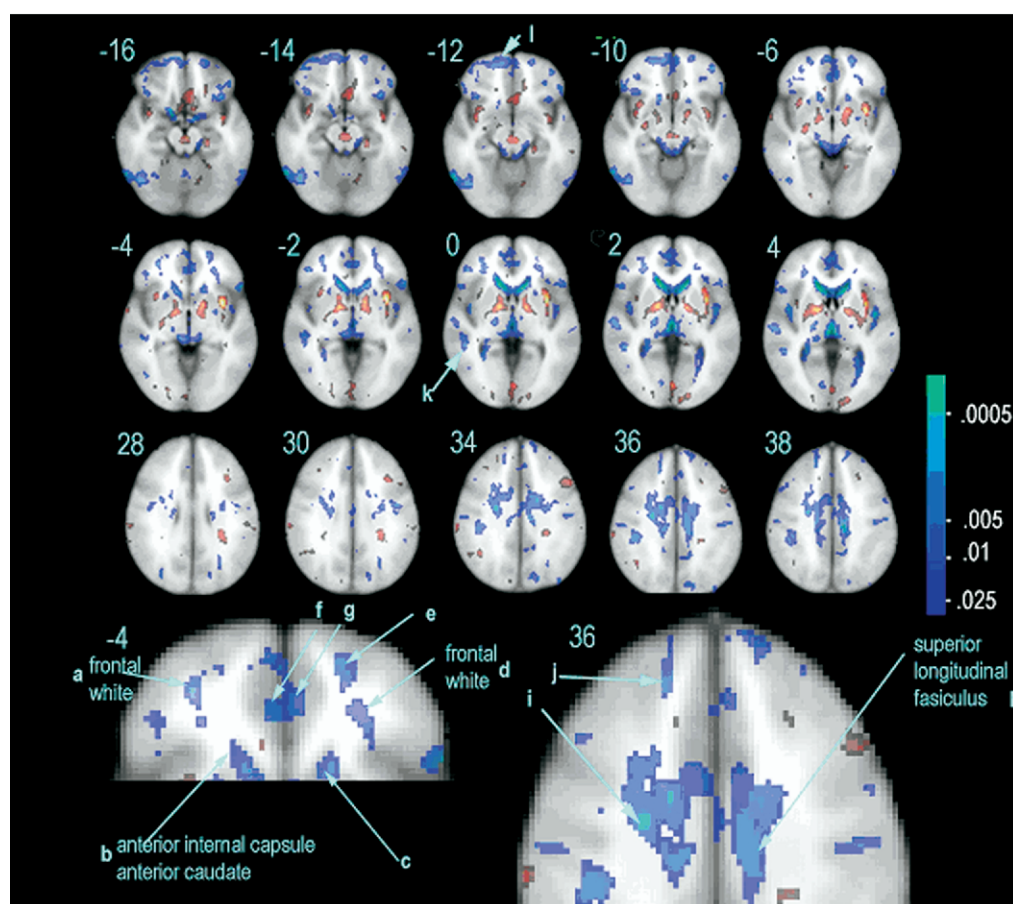 -16 -14 -12 l -10 -6
-4 -2 0 2 4
k
.0005
28 30 34 36 38
.005
.01
.025
f g e
-4
36
a frontal
white
frontal
white d
superior
longitudinal
fasiculus
j
i
b anterior internal capsule
anterior caudate
c